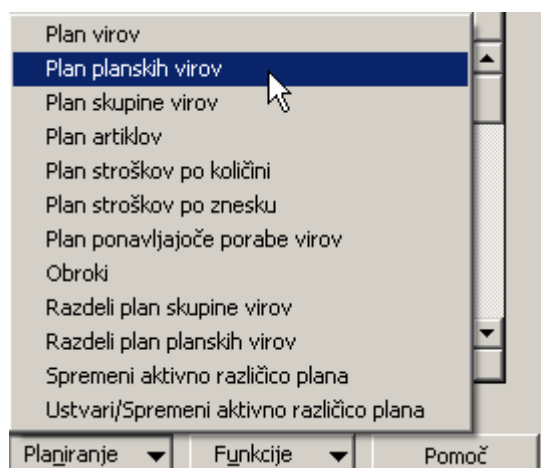 Plan virov
Plan planskih virov
Plan skupine virov
Plan artiklov
Plan stroškov po količini
Plan stroškov po znesku
Plan ponavljajoče porabe virov
Obroki
Razdeli plan skupine virov
Razdeli plan planskih virov
Spremeni aktivno različico plana
Ustvari/Spremeni aktivno različico plana
Planiranje Funkcije Pomoč